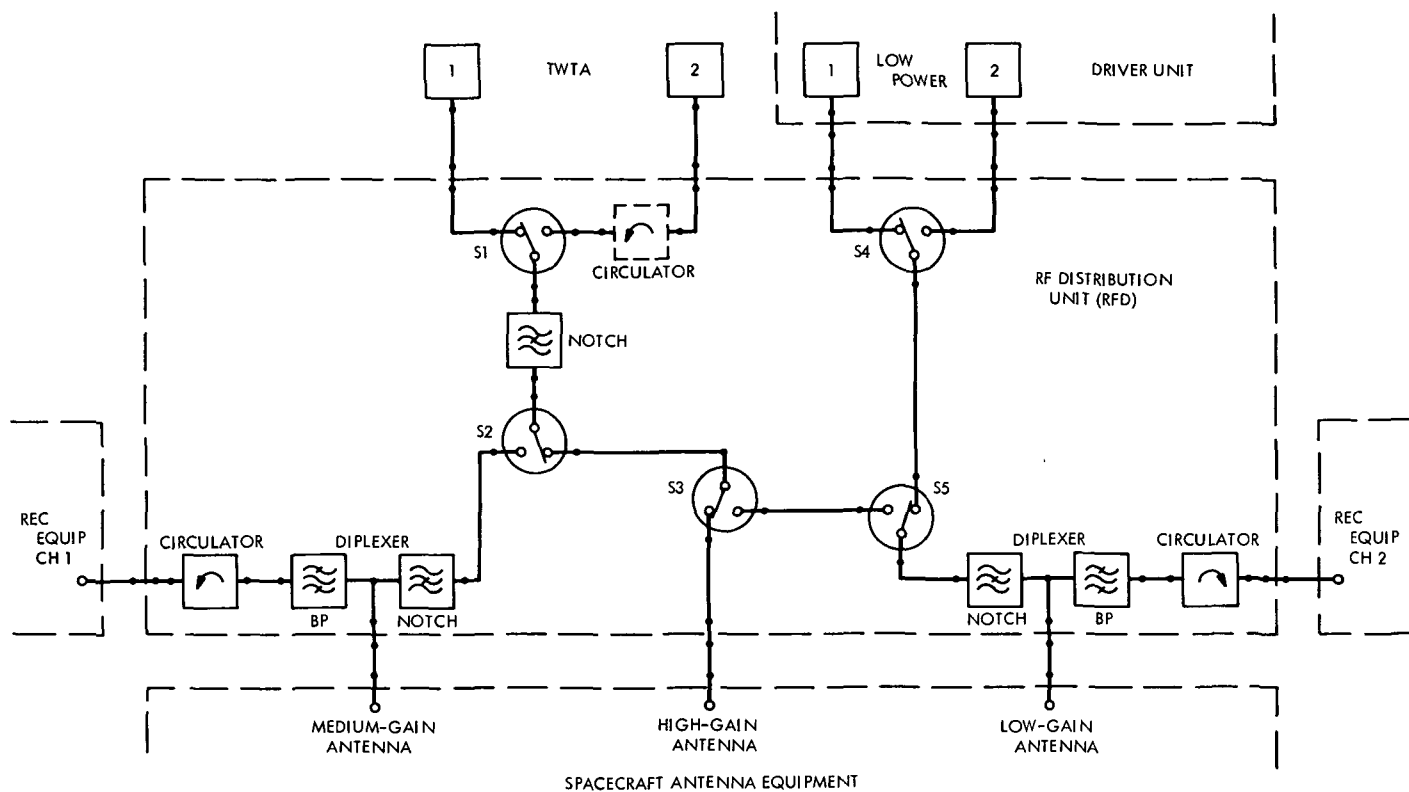 1
TWTA
2
1
LOW
POWER
2
DRIVER UNIT
S1
CIRCULATOR
S4
RF DISTRIBUTION
UNIT (RFD)
NOTCH
S2
S3
S5
REC
EQUIP
CH 1
CIRCULATOR
DIPLEXER
BP
NOTCH
DIPLEXER
CIRCULATOR
NOTCH
BP
REC
EQUIP
CH 2
MEDIUM-GAIN
ANTENNA
HIGH-GAIN
ANTENNA
LOW-GAIN
ANTENNA
SPACECRAFT ANTENNA EQUIPMENT